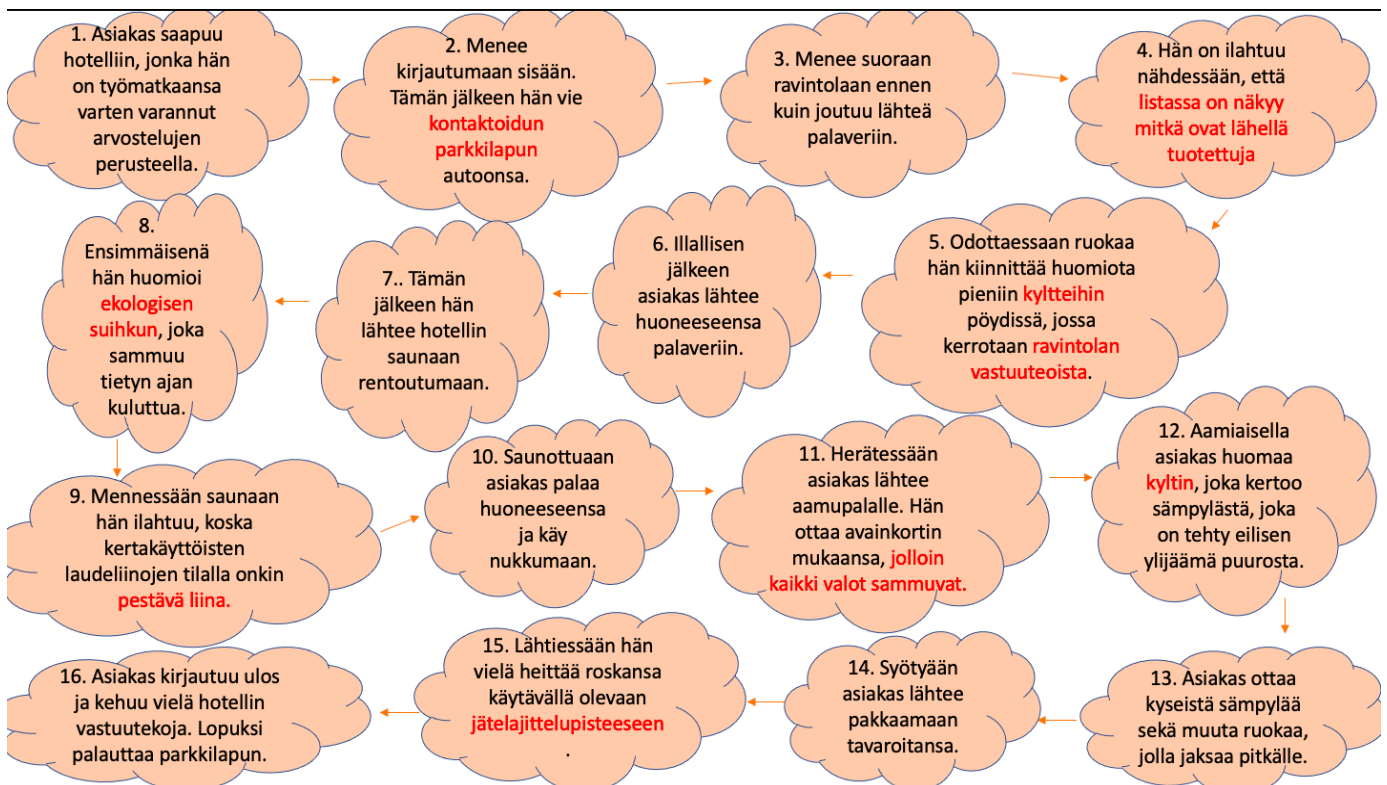 1. Asiakas saapuu
hotelliin, jonka hän
on työmatkaansa
varten varannut
arvostelujen
perusteella.
2. Menee
kirjautumaan sisään.
Tämän jälkeen hän vie
kontaktoidun
parkkilapun
autoonsa.
3. Menee suoraan
ravintolaan ennen
kuin joutuu lähteä
palaveriin.
4. Hän on ilahtuu
nähdessään, että
listassa on näkyy
mitkä ovat lähellä
tuotettuja
5. Odottaessaan ruokaa
hän kiinnittää huomiota
pieniin kyltteihin
pöydissä, jossa
kerrotaan ravintolan
vastuuteoista.
6. Illallisen
jälkeen
asiakas lähtee
huoneeseensa
palaveriin.
7.. Tämän
jälkeen hän
lähtee hotellin
saunaan
rentoutumaan.
8.
Ensimmäisenä
hän huomioi
ekologisen
suihkun, joka
sammuu
tietyn ajan
kuluttua.
9. Mennessään saunaan
hän ilahtuu, koska
kertakäyttöisten
laudeliinojen tilalla onkin
pestävä liina.
10. Saunottuaan
asiakas palaa
huoneeseensa
ja käy
nukkumaan.
11. Herätessään
asiakas lähtee
aamupalalle. Hän
ottaa avainkortin
mukaansa, jolloin
kaikki valot sammuvat.
12. Aamiaisella
asiakas huomaa
kyltin, joka kertoo
sämpylästä, joka
on tehty eilisen
ylijäämä puurosta.
13. Asiakas ottaa
kyseistä sämpylää
sekä muuta ruokaa,
jolla jaksaa pitkälle.
14. Syötyään
asiakas lähtee
pakkaamaan
tavaroitansa.
15. Lähtiessään hän
vielä heittää roskansa
käytävällä olevaan
jätelajittelupisteeseen
.
16. Asiakas kirjautuu ulos
ja kehuu vielä hotellin
vastuutekoja. Lopuksi
palauttaa parkkilapun.